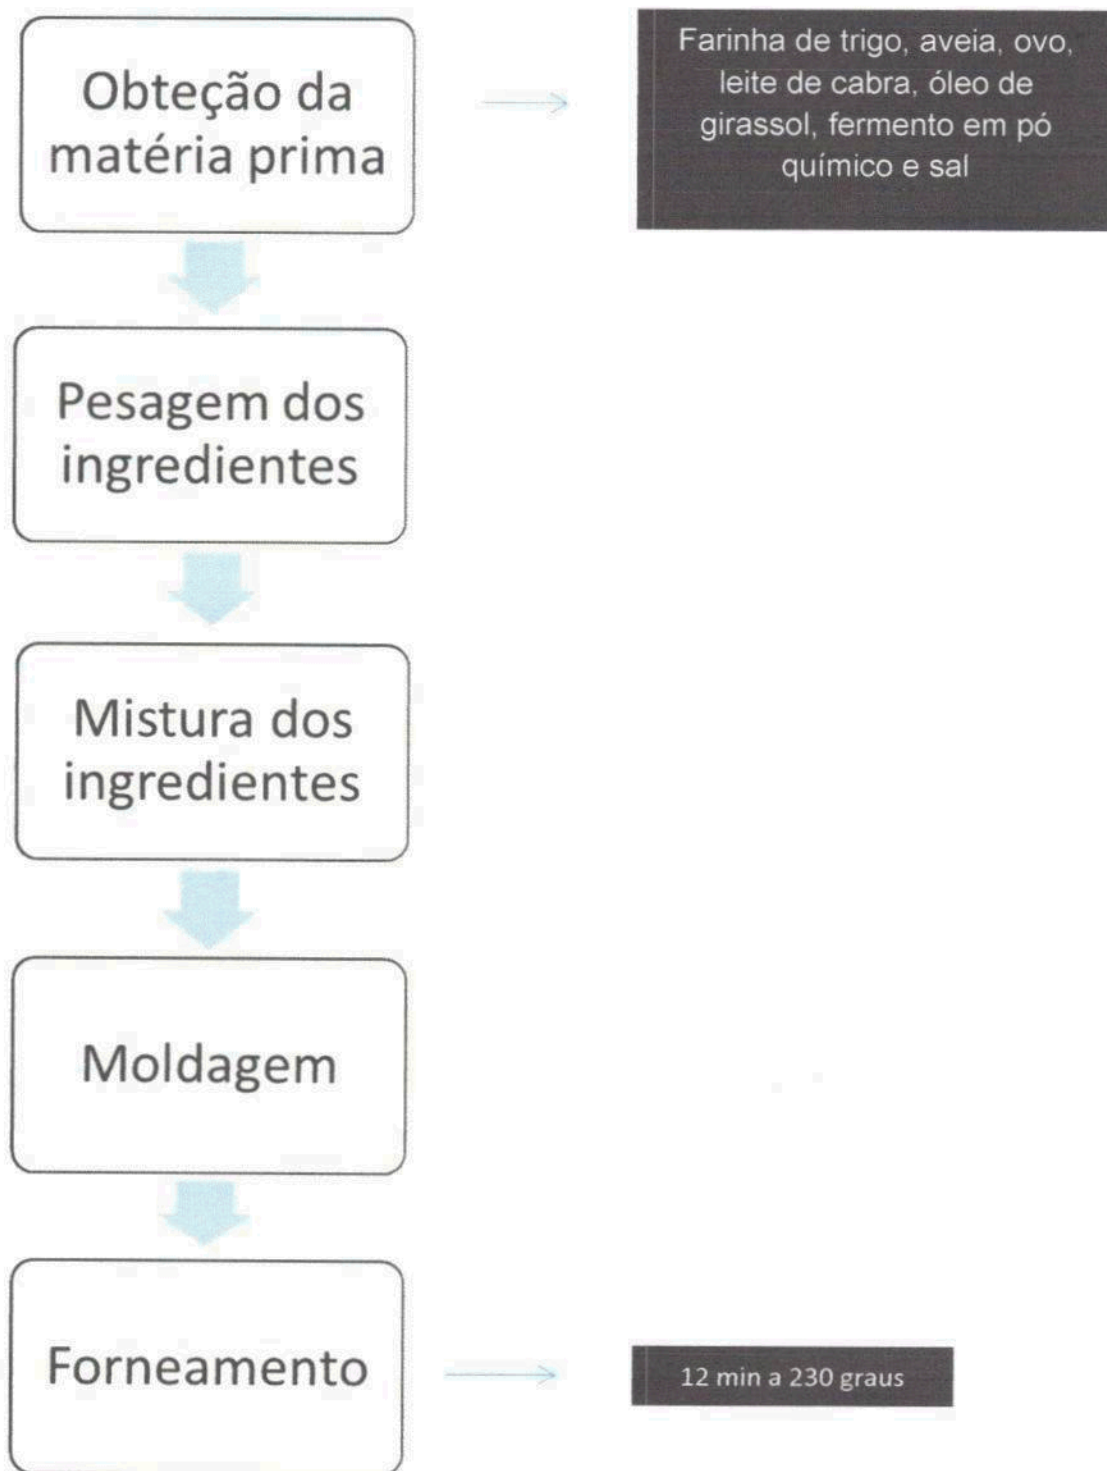 Obteção da
matéria prima
Farinha de trigo, aveia, ovo,
leite de cabra, óleo de
girassol, fermento em pó
químico e sal
Pesagem dos
ingredientes
Mistura dos
ingredientes
Moldagem
Forneamento
12 min a 230 graus